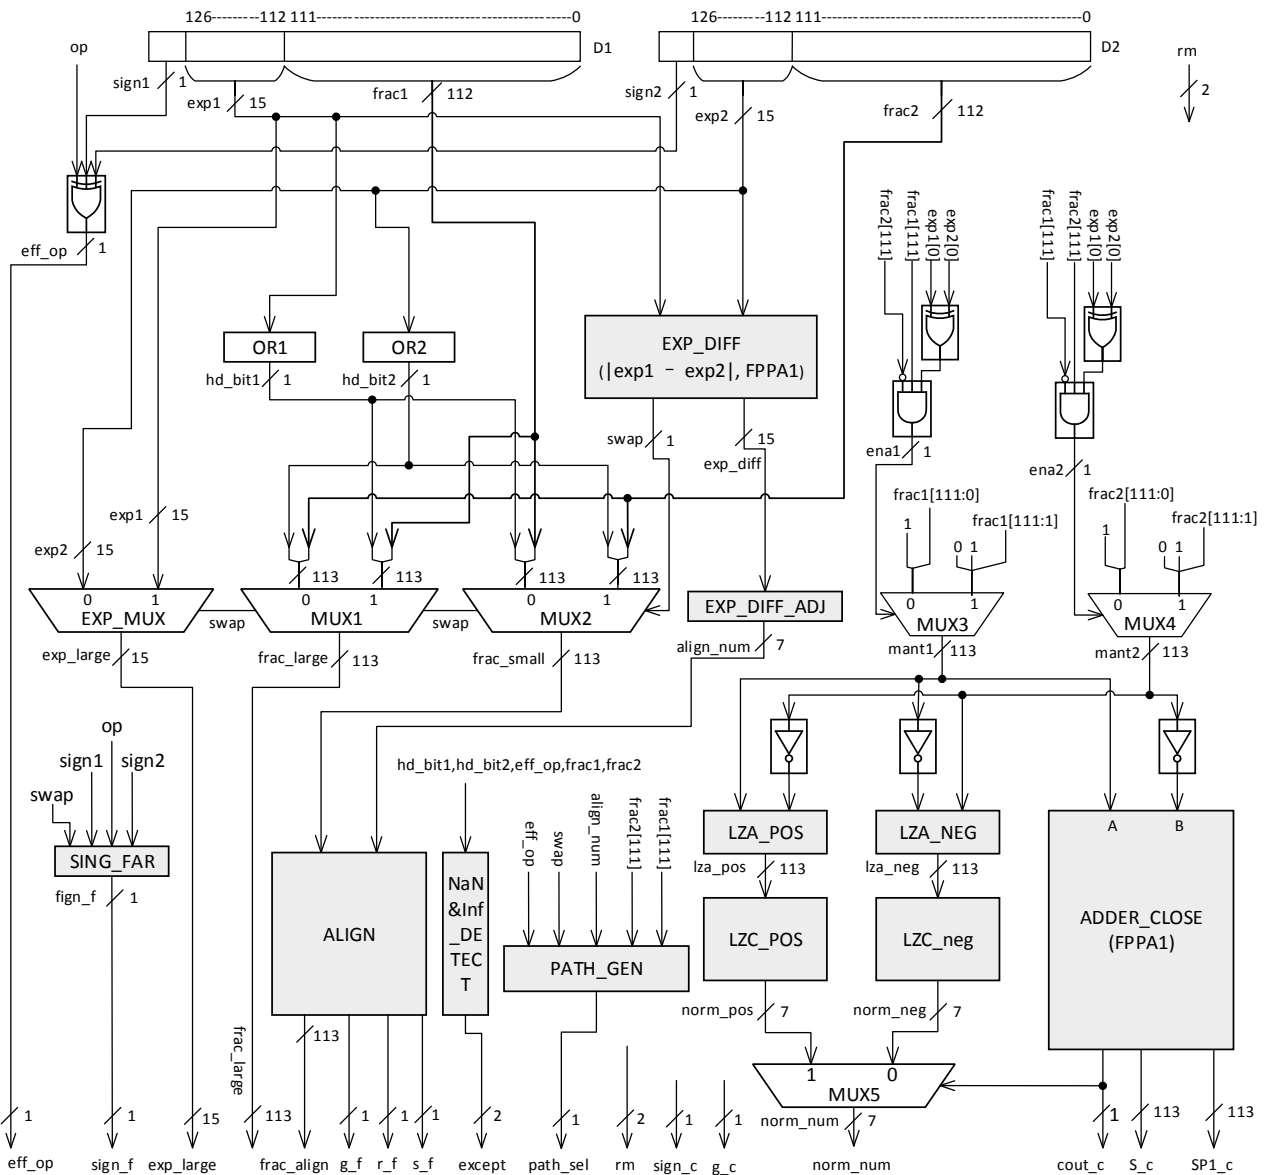 126-----------112 111----------------------------------0
126-----------112 111----------------------------------0
op
D1
D2
rm
sign1
1
exp1
15
frac1
112
sign2
1
exp2
15
frac2
112
2
eff_op
1
frac2[111]
frac1[111]
exp1[0]
exp2[0]
frac1[111]
frac2[111]
exp1[0]
exp2[0]
OR1
OR2
EXP_DIFF
(|exp1 - exp2|, FPPA1)
hd_bit1
1
hd_bit2
1
swap
1
15
exp_diff
ena1
1
ena2
1
exp1
15
exp2
15
frac1[111:0]
1
frac1[111:1]
0 1
frac2[111:0]
1
frac2[111:1]
0 1
113
113
113
113
0
1
EXP_MUX
swap
0
1
MUX1
swap
0
1
MUX2
EXP_DIFF_ADJ
0
1
MUX3
0
1
MUX4
exp_large
15
frac_large
113
frac_small
113
align_num
7
mant1
113
mant2
113
op
sign1
sign2
swap
SING_FAR
fign_f
1
hd_bit1,hd_bit2,eff_op,frac1,frac2
eff_op
swap
align_num
frac2[111]
frac1[111]
LZA_POS
LZA_NEG
A
B
lza_pos
113
lza_neg
113
ALIGN
NaN
&Inf
_DE
TEC
T
PATH_GEN
LZC_POS
LZC_neg
ADDER_CLOSE
(FPPA1)
norm_pos
7
norm_neg
7
frac_large
113
1
0
MUX5
norm_num
7
1
1
15
113
1
1
1
2
1
2
1
1
1
113
113
eff_op
sign_f
exp_large
frac_align
g_f
r_f
s_f
except
path_sel
rm
sign_c
g_c
norm_num
cout_c
S_c
SP1_c